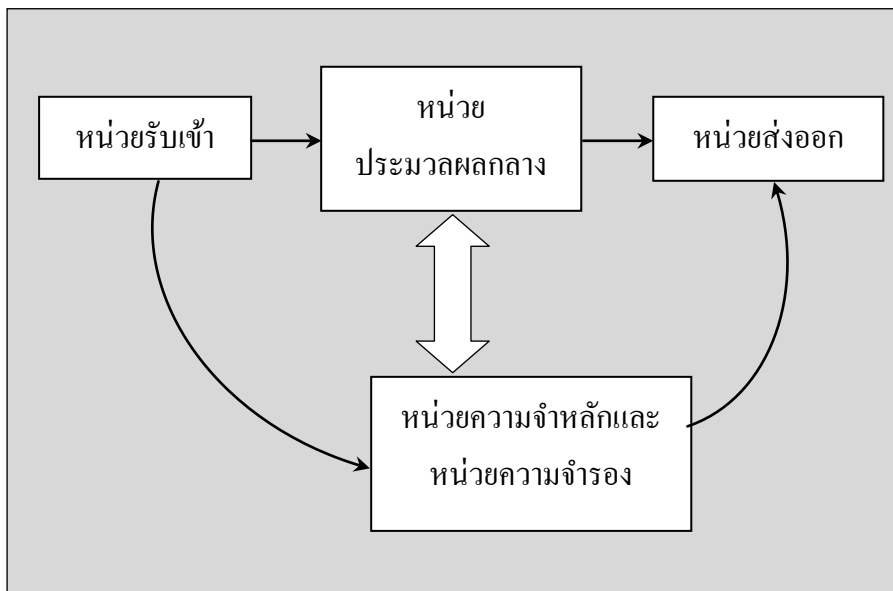 หน่วยรับเข้า
หน่วย
ประมวลผลกลาง
หน่วยส่งออก
หน่วยความจำหลักและ
หน่วยความจำรอง